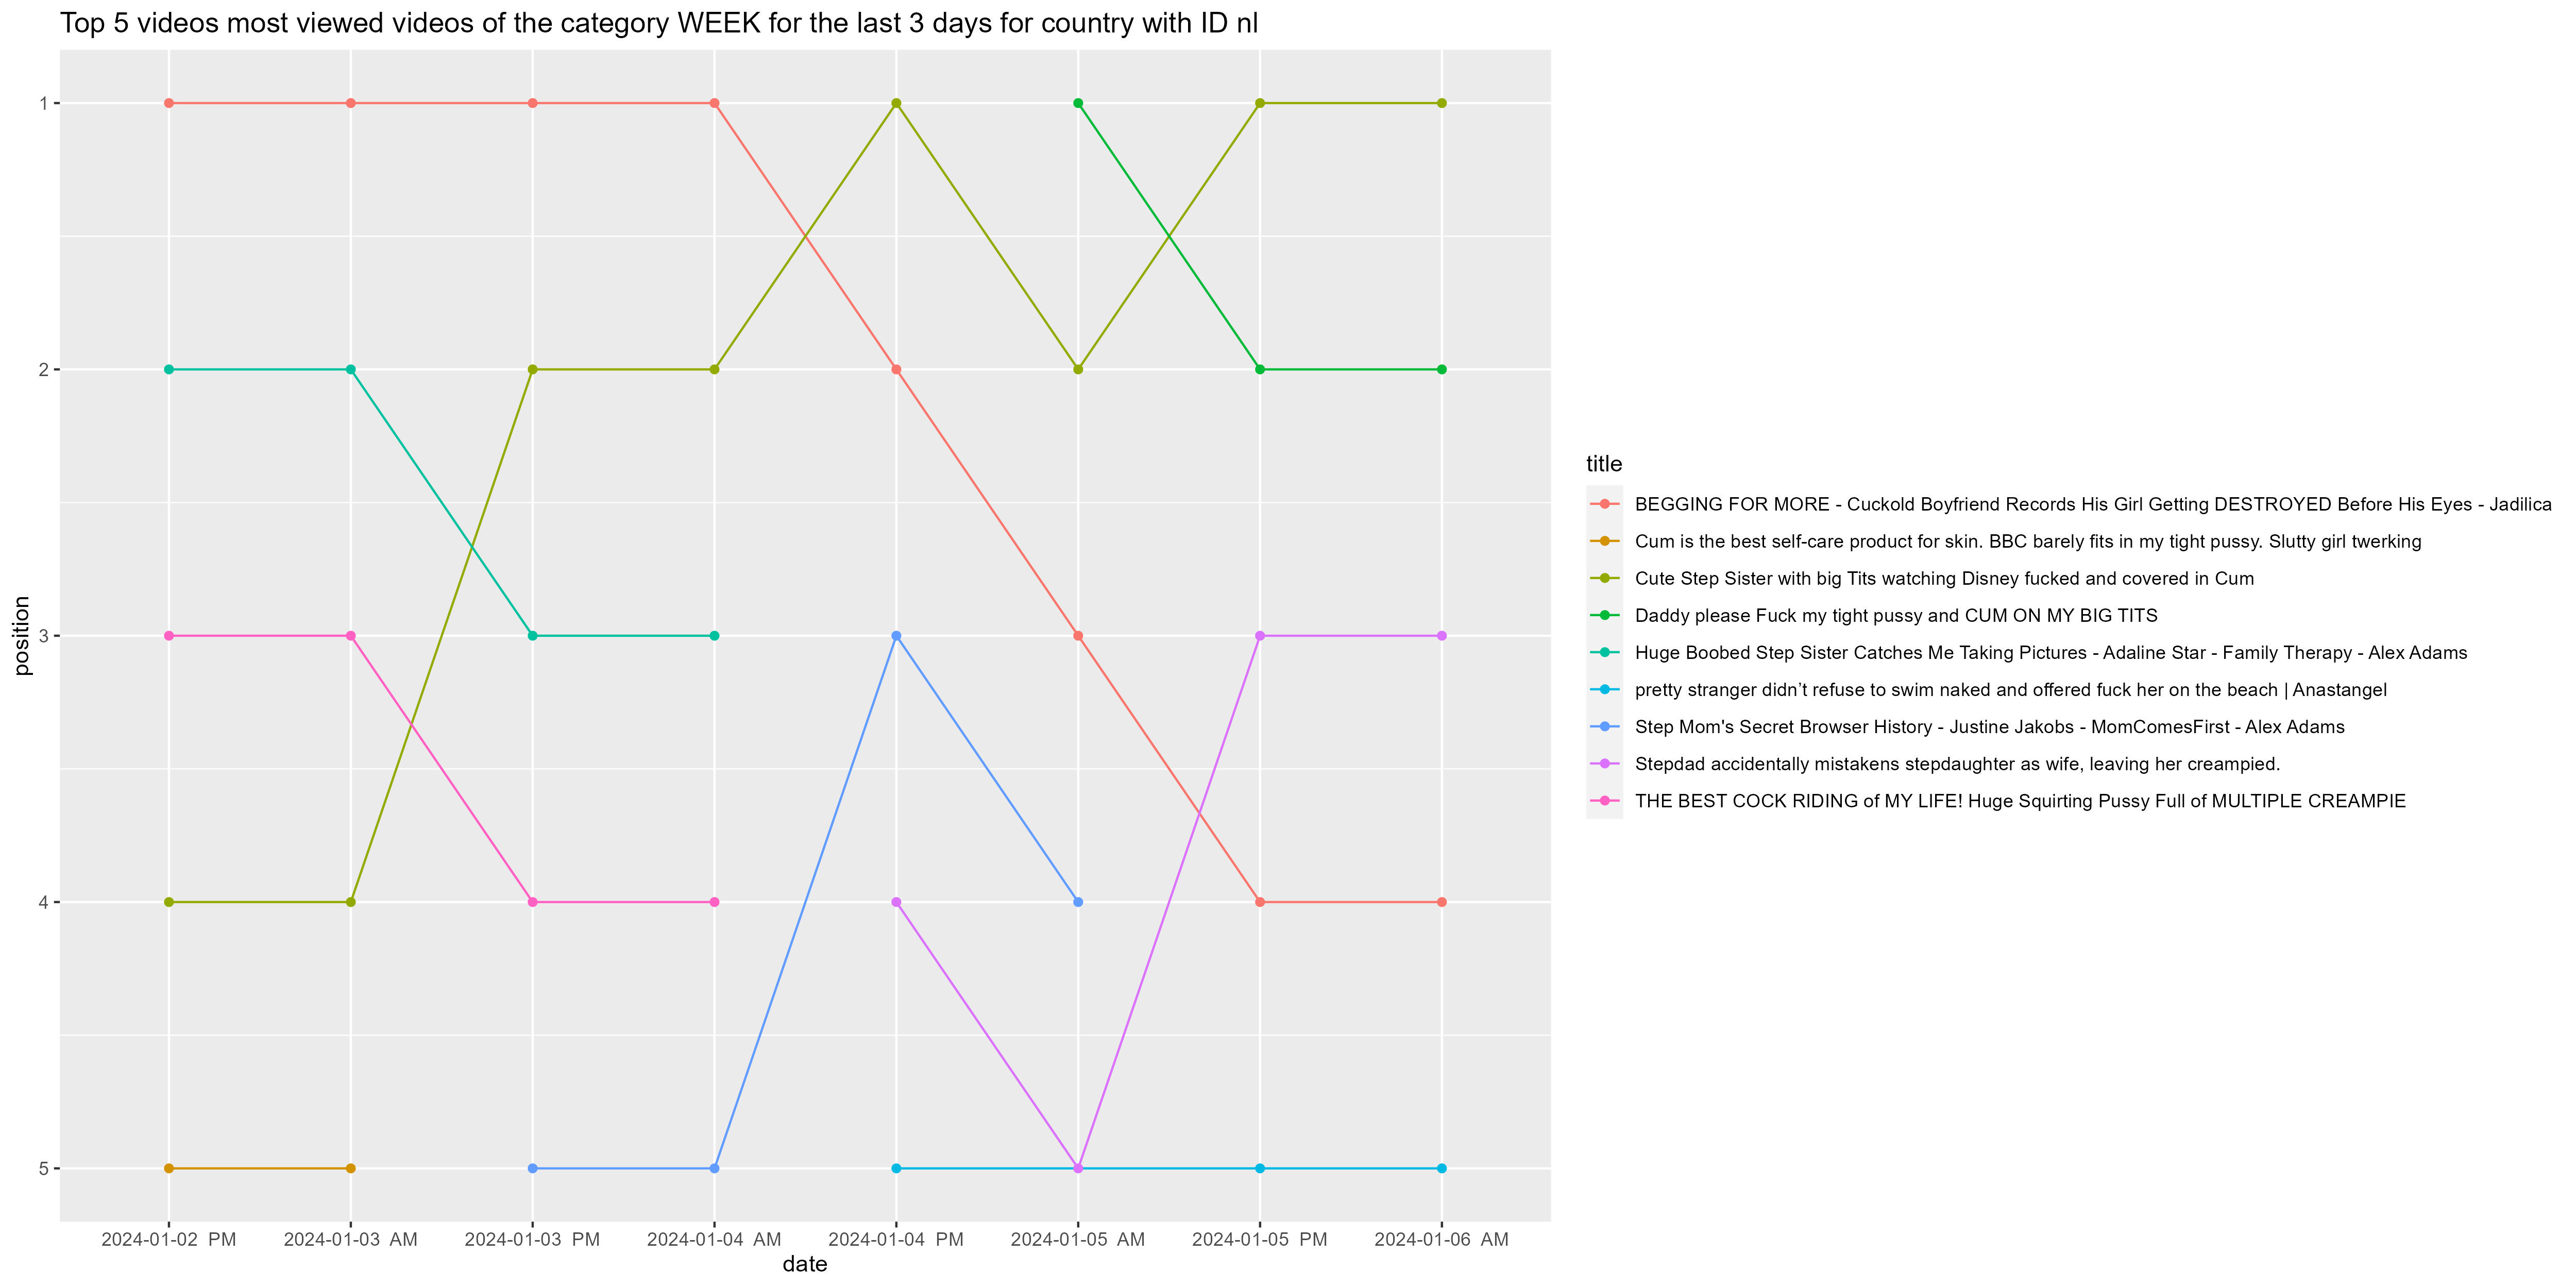 Top 5 videos most viewed videos of the category WEEK for the last 3 days for country with ID nl
position
1
2
3
4
5
2024-01-02 PM
2024-01-03 AM
2024-01-03 PM
2024-01-04 AM
2024-01-04 PM
2024-01-05 AM
2024-01-05 PM
2024-01-06 AM
date
title
BEGGING FOR MORE - Cuckold Boyfriend Records His Girl Getting DESTROYED Before His Eyes - Jadilica
Cum is the best self-care product for skin. BBC barely fits in my tight pussy. Slutty girl twerking
Cute Step Sister with big Tits watching Disney fucked and covered in Cum
Daddy please Fuck my tight pussy and CUM ON MY BIG TITS
Huge Boobed Step Sister Catches Me Taking Pictures - Adaline Star - Family Therapy - Alex Adams
pretty stranger didn’t refuse to swim naked and offered fuck her on the beach | Anastangel
Step Mom's Secret Browser History - Justine Jakobs - MomComesFirst - Alex Adams
Stepdad accidentally mistakens stepdaughter as wife, leaving her creampied.
THE BEST COCK RIDING of MY LIFE! Huge Squirting Pussy Full of MULTIPLE CREAMPIE